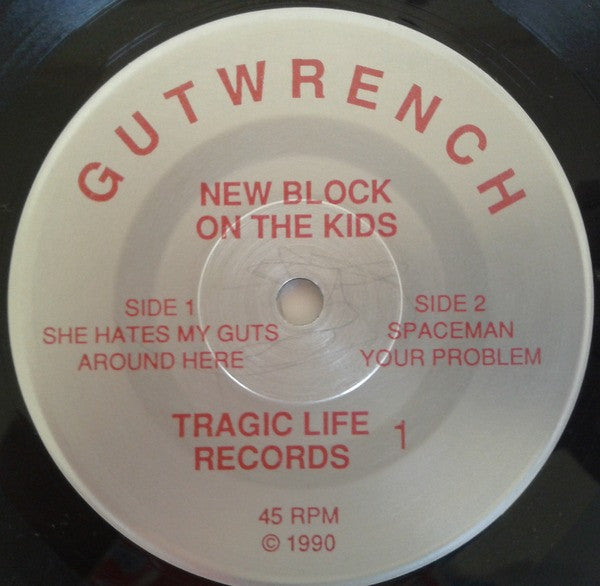 GUTWRENCH
NEW BLOCK
ON THE KIDS
SIDE 1
SHE HATES MY GUTS
AROUND HERE
SIDE 2
SPACEMAN
YOUR PROBLEM
TRAGIC LIFE
RECORDS
1
45 RPM
© 1990